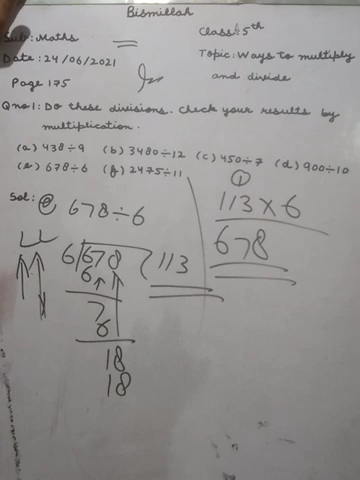 Bismillah
Sub: Maths
Class: 5th
Date: 24/06/2021
Topic: Ways to multiply and divide
Page 175
Qno1: Do these divisions. Check your results by multiplication.
(a) 438÷9 (b) 3480÷12 (c) 450÷7 (d) 900÷10
(e) 678÷6 (f) 2475÷11
Sol: (e) 678÷6
6 678 113
6
7
6
18
18
1
113 x 6
678